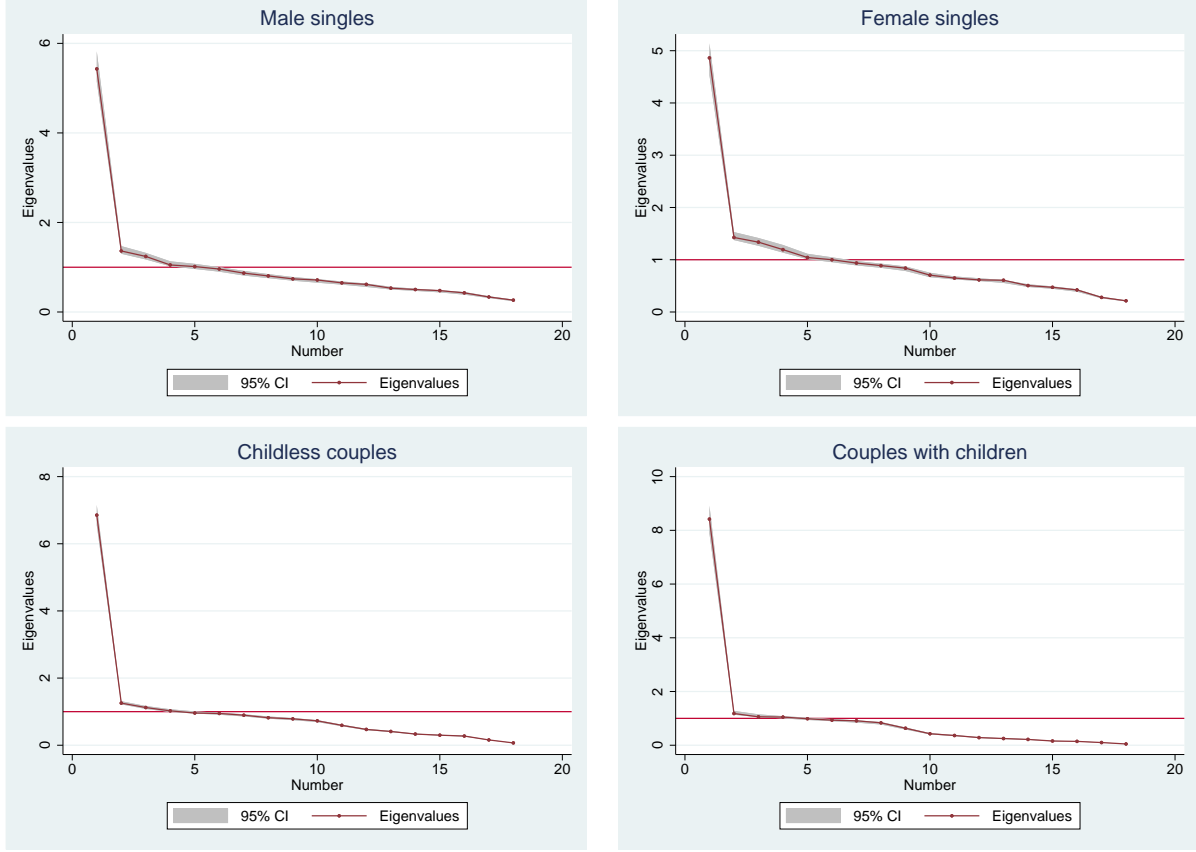 Male singles
Eigenvalues
6
4
2
0
0 5 10 15 20
Number
95% CI Eigenvalues
Female singles
Eigenvalues
5
4
3
2
1
0
0 5 10 15 20
Number
95% CI Eigenvalues
Childless couples
Eigenvalues
8
6
4
2
0
0 5 10 15 20
Number
95% CI Eigenvalues
Couples with children
Eigenvalues
10
8
6
4
2
0
0 5 10 15 20
Number
95% CI Eigenvalues